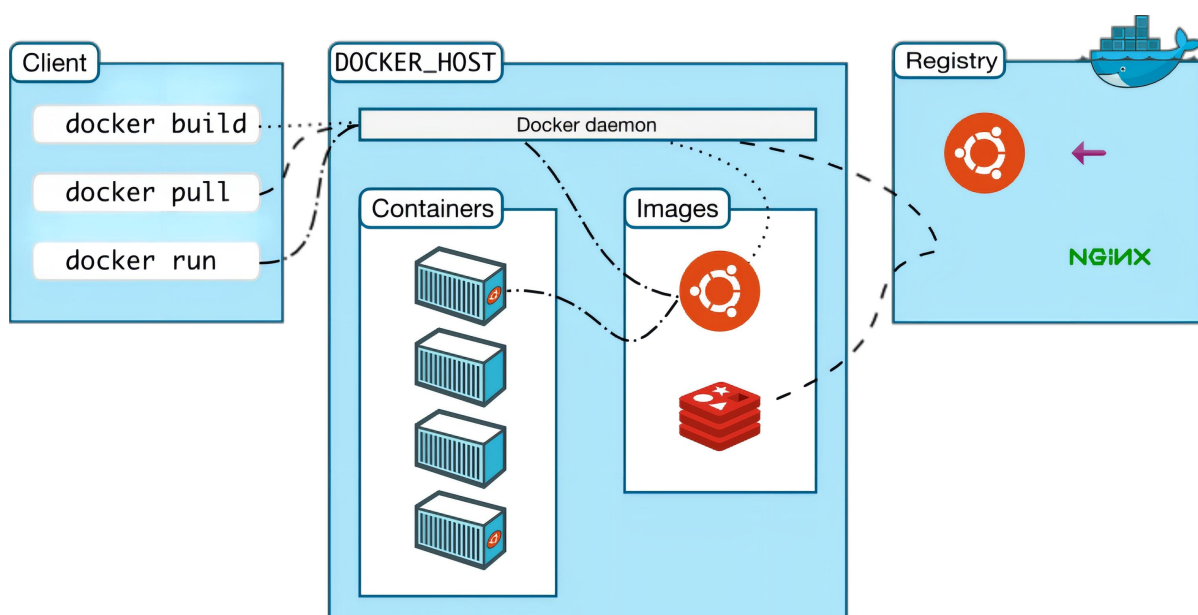 Client
docker build
docker pull
docker run
DOCKER_HOST
Docker daemon
Containers
Images
Registry
NGINX